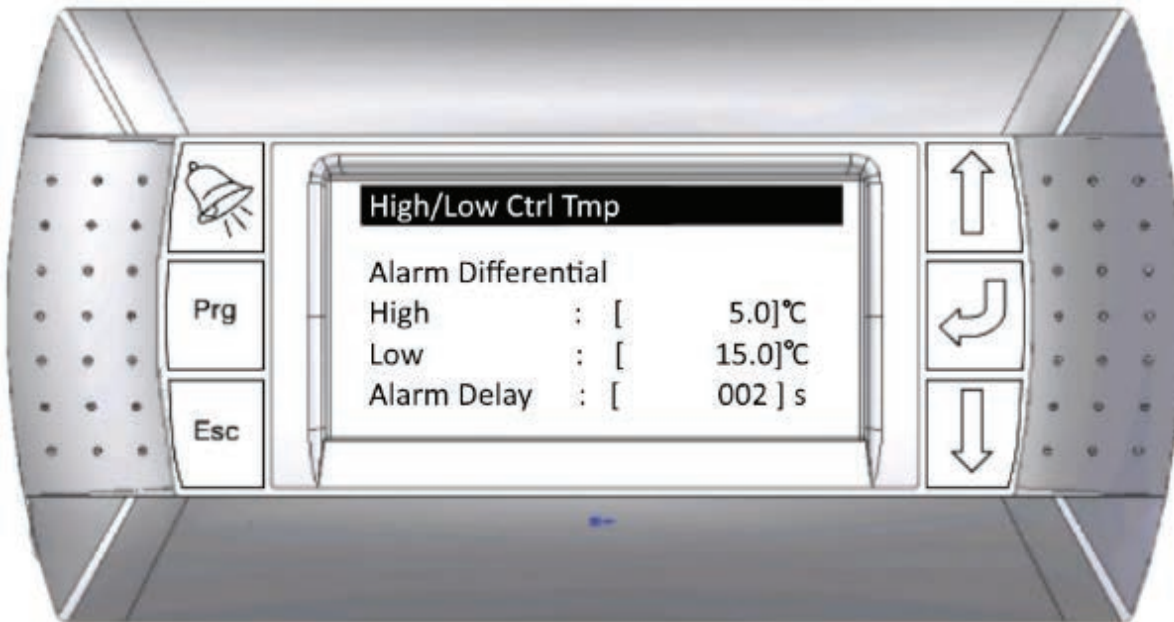 High/Low Ctrl Tmp
Alarm Differential
High : [ 5.0]℃
Low : [ 15.0]℃
Alarm Delay : [ 002 ] s
Prg
Esc